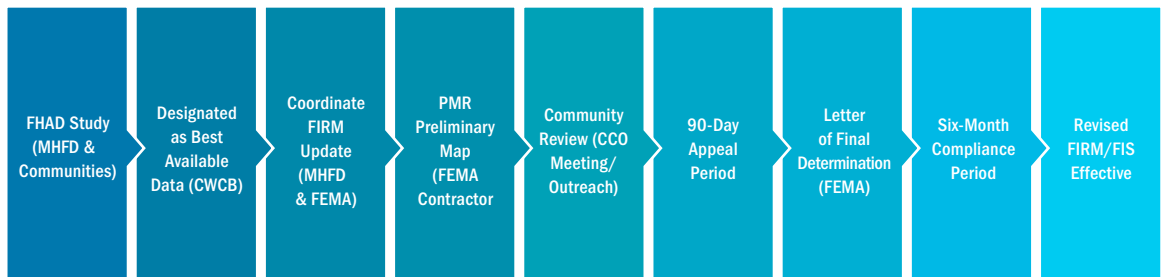 FHAD Study
(MHFD &
Communities)
Designated
as Best
Available
Data (CWCB)
Coordinate
FIRM
Update
(MHFD
& FEMA)
PMR
Preliminary
Map
(FEMA
Contractor
Community
Review (CCO
Meeting/
Outreach)
90-Day
Appeal
Period
Letter
of Final
Determination
(FEMA)
Six-Month
Compliance
Period
Revised
FIRM/FIS
Effective